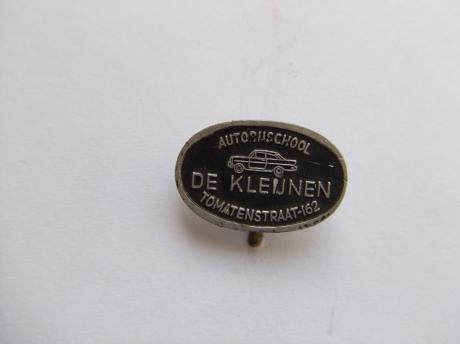 AUTORIJSCHOOL
DE KLEIJNEN
TOMATENSTRAAT-162